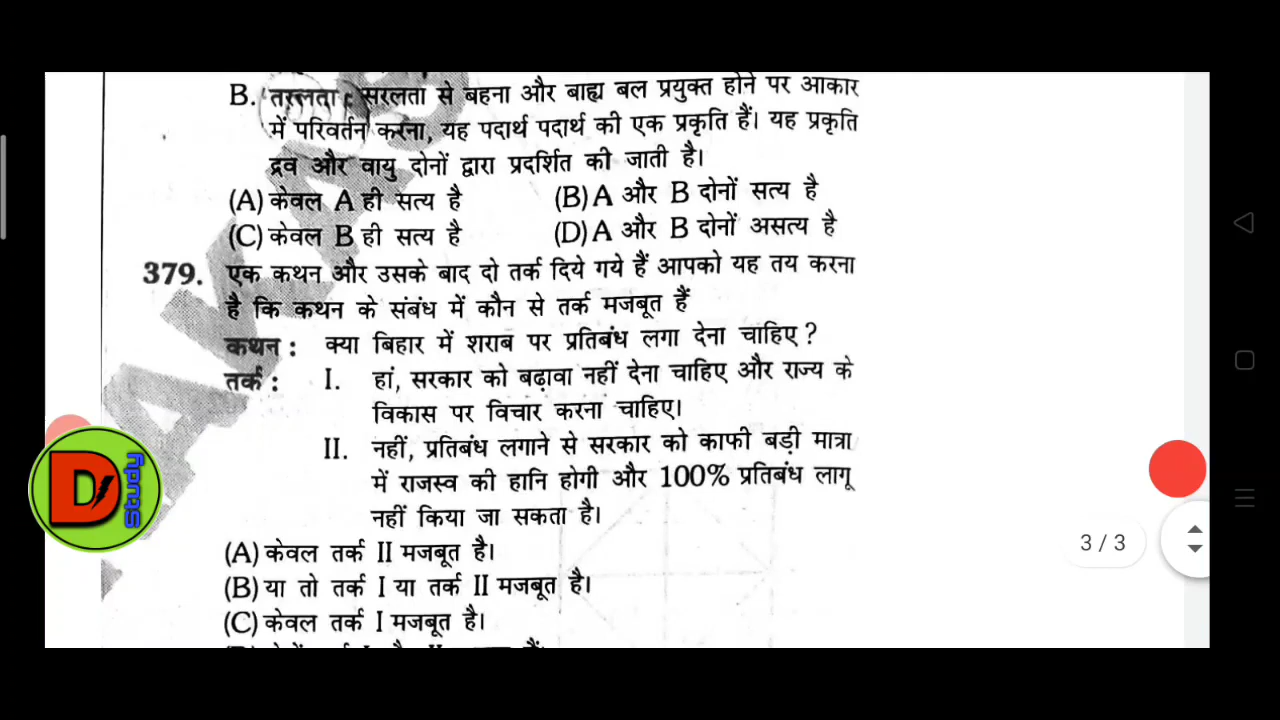 B. तरलता : सरलता से बहना और बाह्य बल प्रयुक्त होने पर आकार
में परिवर्तन करना, यह पदार्थ पदार्थ की एक प्रकृति हैं। यह प्रकृति
द्रव और वायु दोनों द्वारा प्रदर्शित की जाती है।
(A) केवल A ही सत्य है (B) A और B दोनों सत्य है
(C) केवल B ही सत्य है (D) A और B दोनों असत्य है
379. एक कथन और उसके बाद दो तर्क दिये गये हैं आपको यह तय करना
है कि कथन के संबंध में कौन से तर्क मजबूत हैं
कथन : क्या बिहार में शराब पर प्रतिबंध लगा देना चाहिए ?
तर्क : I. हां, सरकार को बढ़ावा नहीं देना चाहिए और राज्य के
विकास पर विचार करना चाहिए।
II. नहीं, प्रतिबंध लगाने से सरकार को काफी बड़ी मात्रा
में राजस्व की हानि होगी और 100% प्रतिबंध लागू
नहीं किया जा सकता है।
(A) केवल तर्क II मजबूत है।
(B) या तो तर्क I या तर्क II मजबूत है।
(C) केवल तर्क I मजबूत है।
3 / 3
D Study